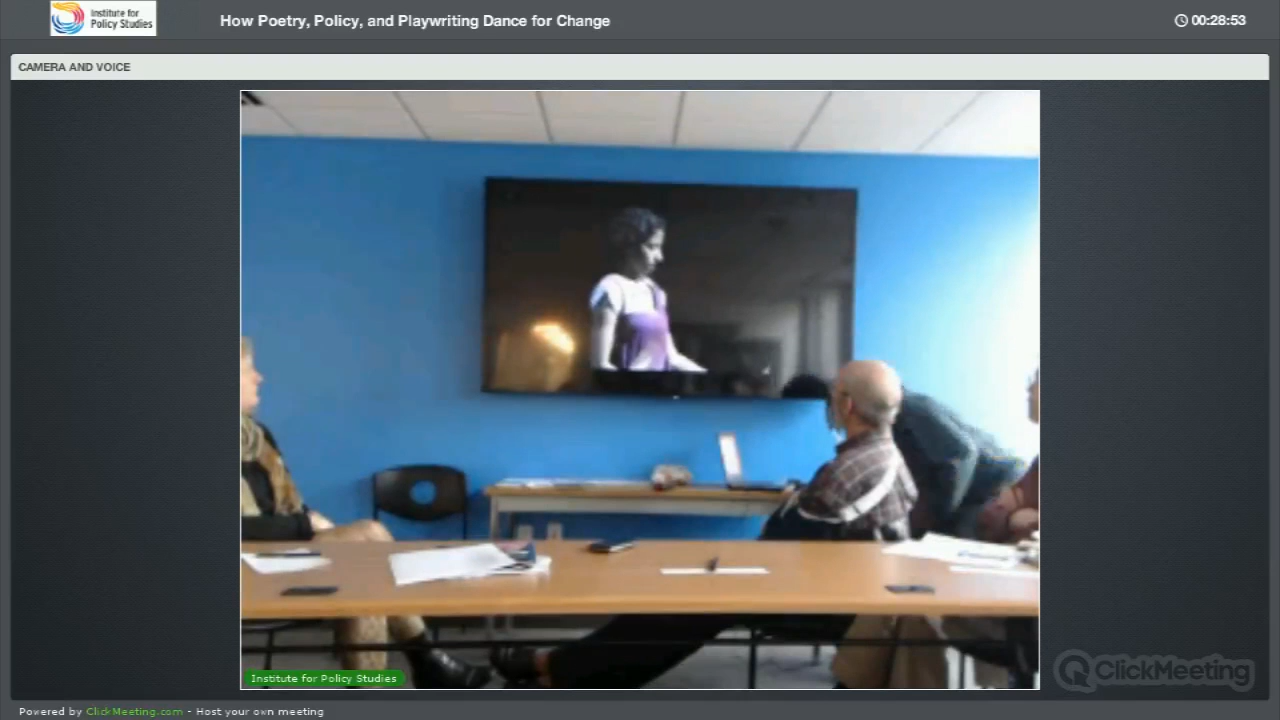 Institute for
Policy Studies
How Poetry, Policy, and Playwriting Dance for Change
00:28:53
CAMERA AND VOICE
Institute for Policy Studies
ClickMeeting
Powered by ClickMeeting.com - Host your own meeting